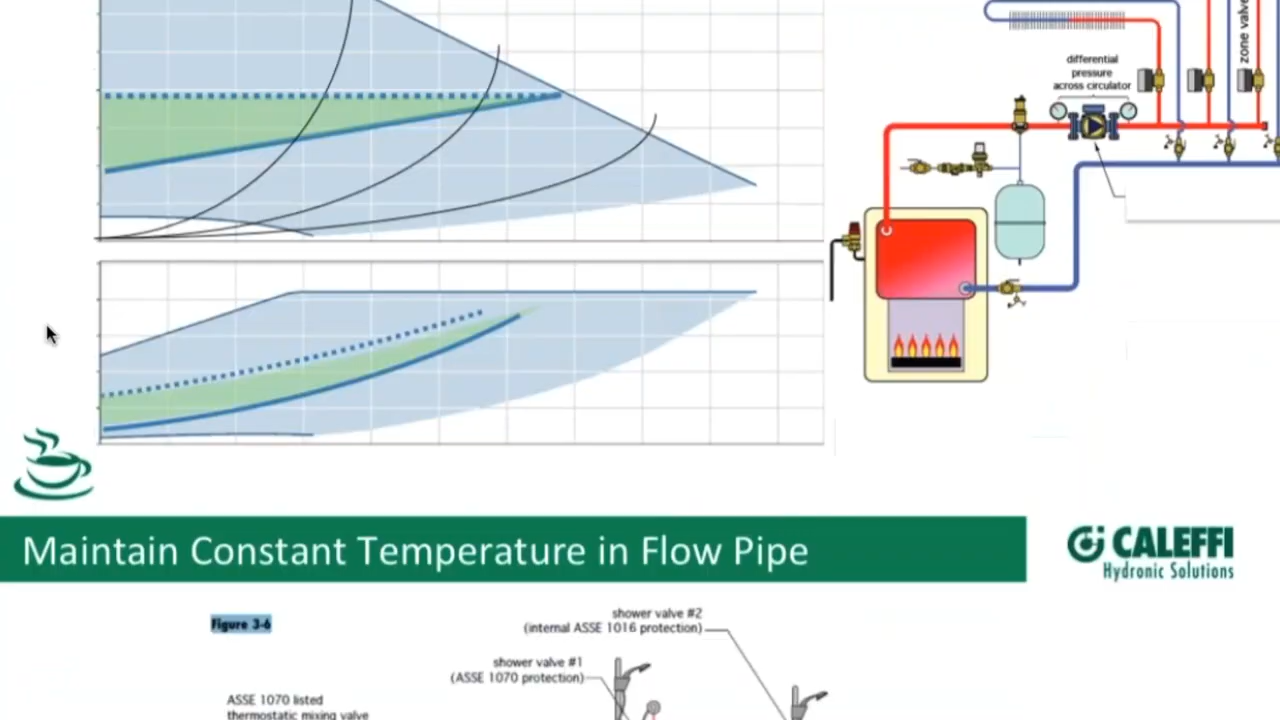 zone valve
differential
pressure
across circulator
Maintain Constant Temperature in Flow Pipe
CALEFFI
Hydronic Solutions
Figure 3-6
shower valve #2
(internal ASSE 1016 protection)
shower valve #1
(ASSE 1070 protection)
ASSE 1070 listed
thermostatic mixing valve